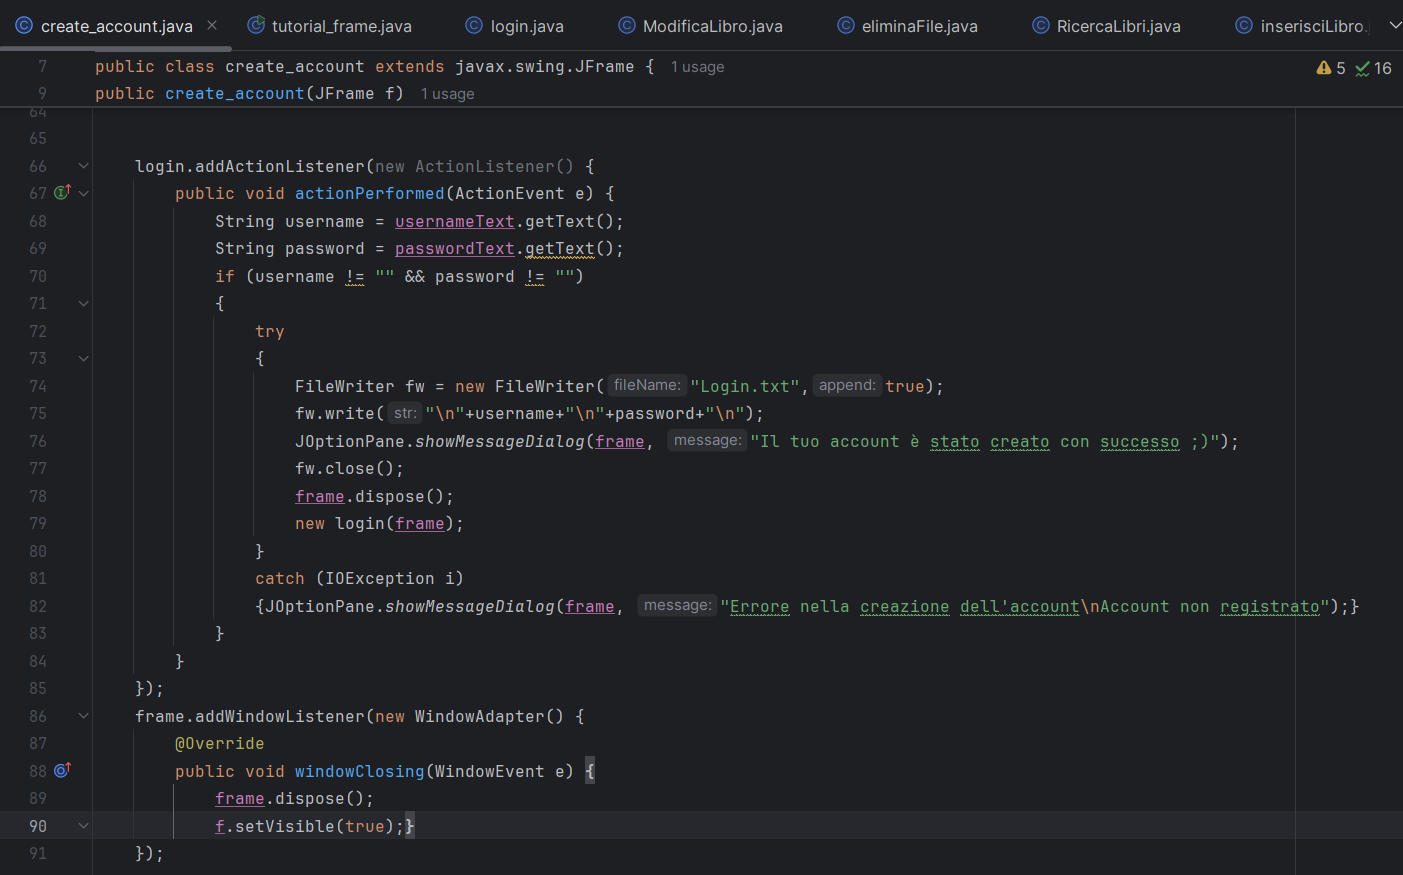 create_account.java tutorial_frame.java login.java ModificaLibro.java eliminaFile.java RicercaLibri.java inserisciLibro.
7 public class create_account extends javax.swing.JFrame { 1 usage 5 16
9 public create_account(JFrame f) 1 usage
64
65
66 login.addActionListener(new ActionListener() {
67 public void actionPerformed(ActionEvent e) {
68 String username = usernameText.getText();
69 String password = passwordText.getText();
70 if (username != "" && password != "")
71 {
72 try
73 {
74 FileWriter fw = new FileWriter( fileName: "Login.txt", append: true);
75 fw.write( str: "\n"+username+"\n"+password+"\n");
76 JOptionPane.showMessageDialog(frame, message: "Il tuo account è stato creato con successo ;)");
77 fw.close();
78 frame.dispose();
79 new login(frame);
80 }
81 catch (IOException i)
82 {JOptionPane.showMessageDialog(frame, message: "Errore nella creazione dell'account\nAccount non registrato");}
83 }
84 }
85 });
86 frame.addWindowListener(new WindowAdapter() {
87 @Override
88 public void windowClosing(WindowEvent e) {
89 frame.dispose();
90 f.setVisible(true);}
91 });